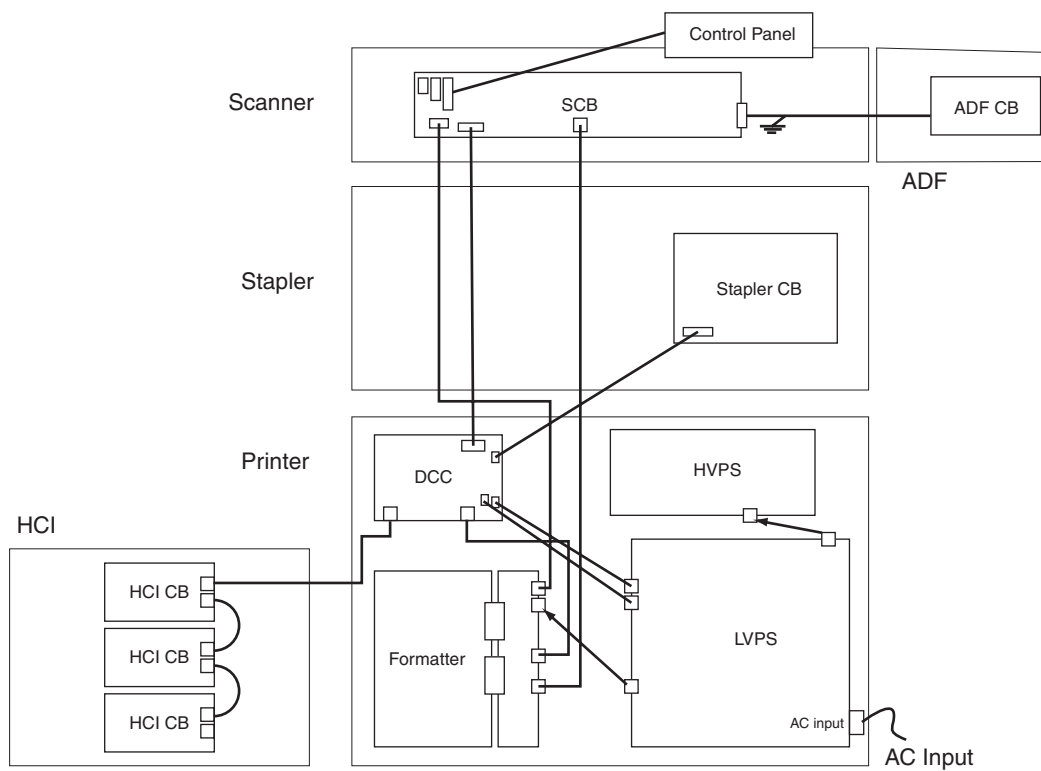 Control Panel
Scanner
SCB
ADF CB
ADF
Stapler
Stapler CB
Printer
DCC
HVPS
HCI
HCI CB
HCI CB
HCI CB
Formatter
LVPS
AC input
AC Input